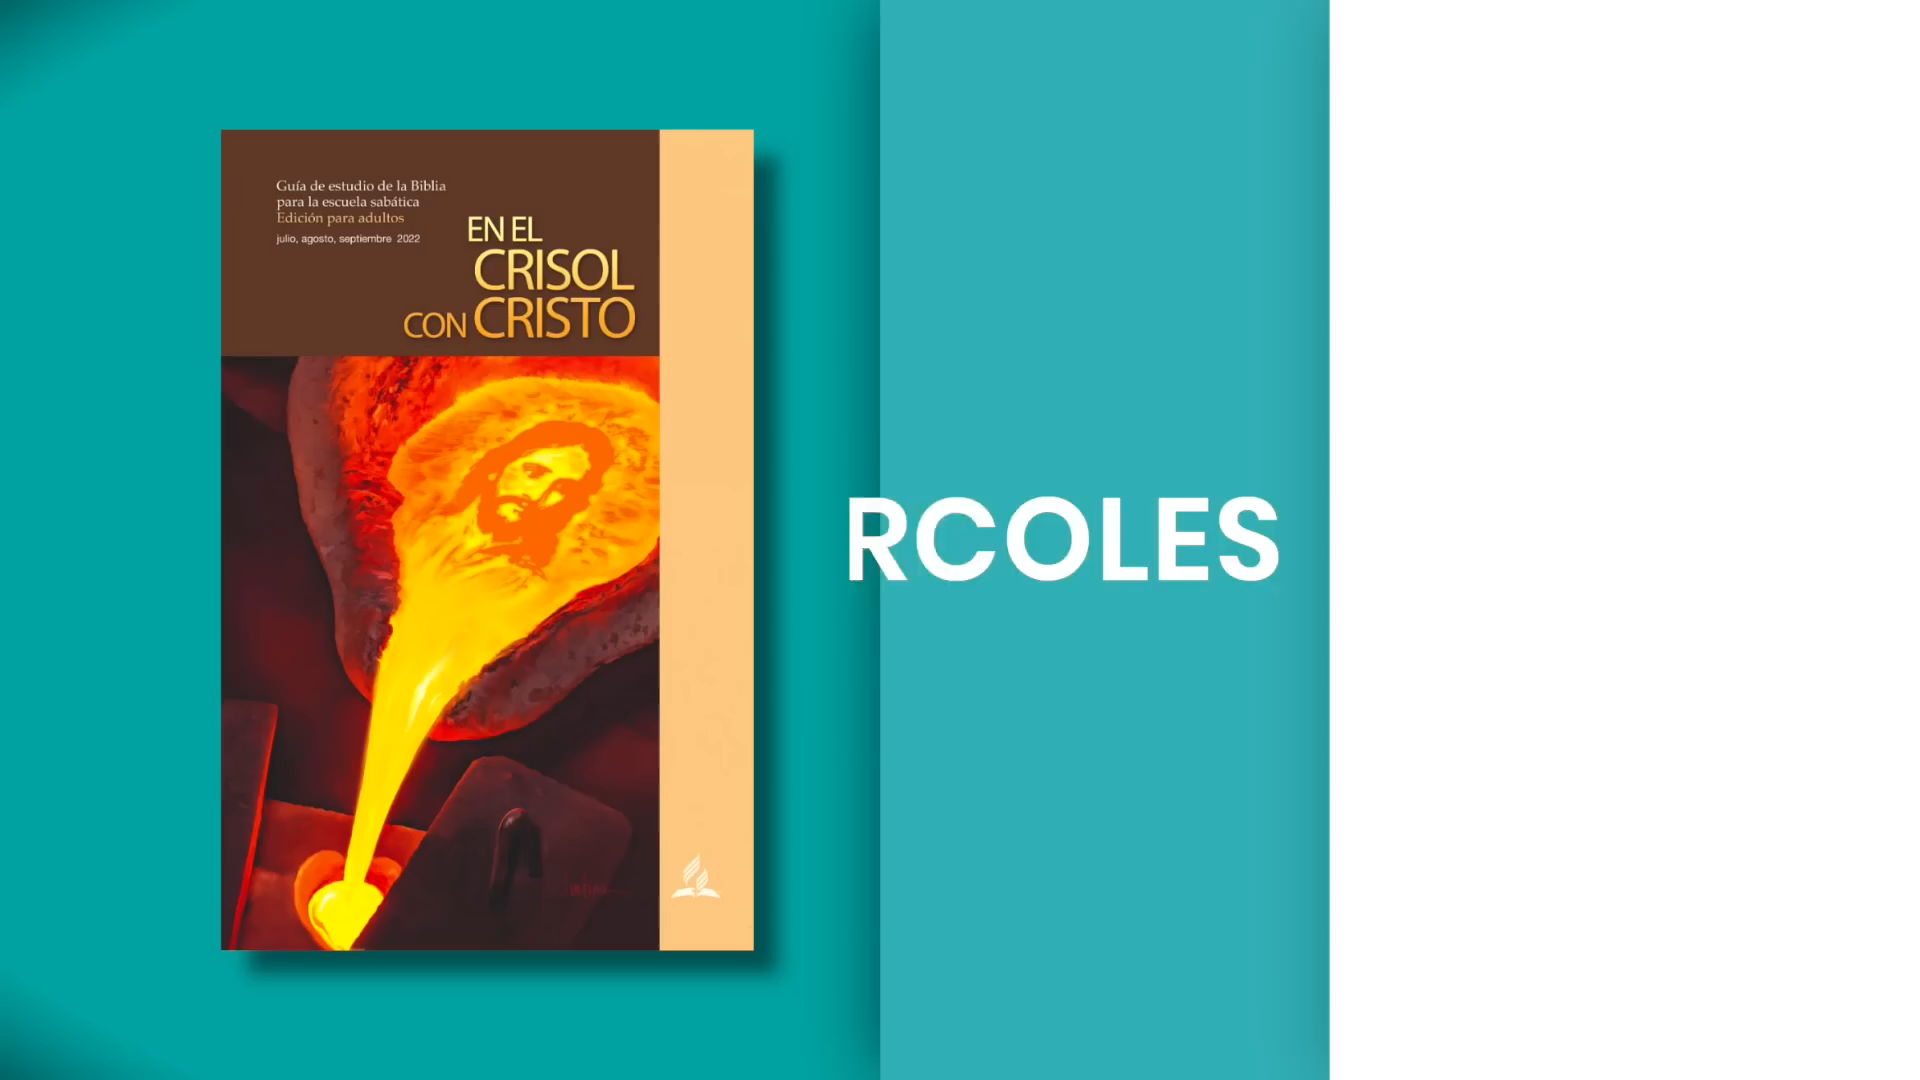 Guía de estudio de la Biblia
para la escuela sabática
Edición para adultos
julio, agosto, septiembre 2022
EN EL
CRISOL
CON CRISTO
RCOLES